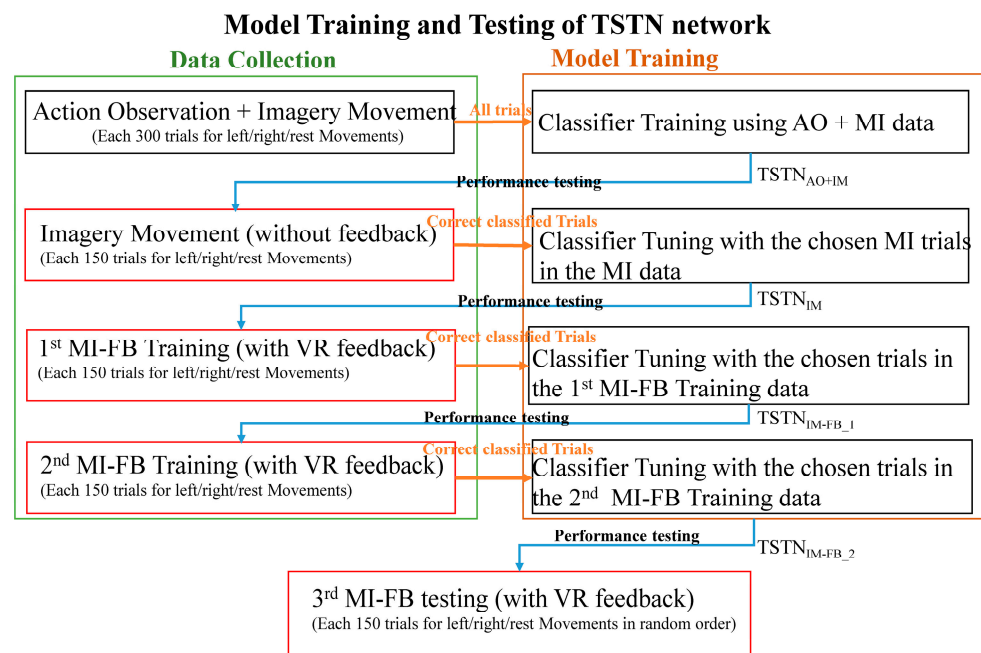 Model Training and Testing of TSTN network
Data Collection
Model Training
Action Observation + Imagery Movement
(Each 300 trials for left/right/rest Movements)
All trials
Classifier Training using AO + MI data
TSTN_AO+IM
Performance testing
Imagery Movement (without feedback)
(Each 150 trials for left/right/rest Movements)
Correct classified Trials
Classifier Tuning with the chosen MI trials
in the MI data
TSTN_IM
Performance testing
1st MI-FB Training (with VR feedback)
(Each 150 trials for left/right/rest Movements)
Correct classified Trials
Classifier Tuning with the chosen trials in
the 1st MI-FB Training data
TSTN_IM-FB_1
Performance testing
2nd MI-FB Training (with VR feedback)
(Each 150 trials for left/right/rest Movements)
Correct classified Trials
Classifier Tuning with the chosen trials in
the 2nd MI-FB Training data
TSTN_IM-FB_2
Performance testing
3rd MI-FB testing (with VR feedback)
(Each 150 trials for left/right/rest Movements in random order)